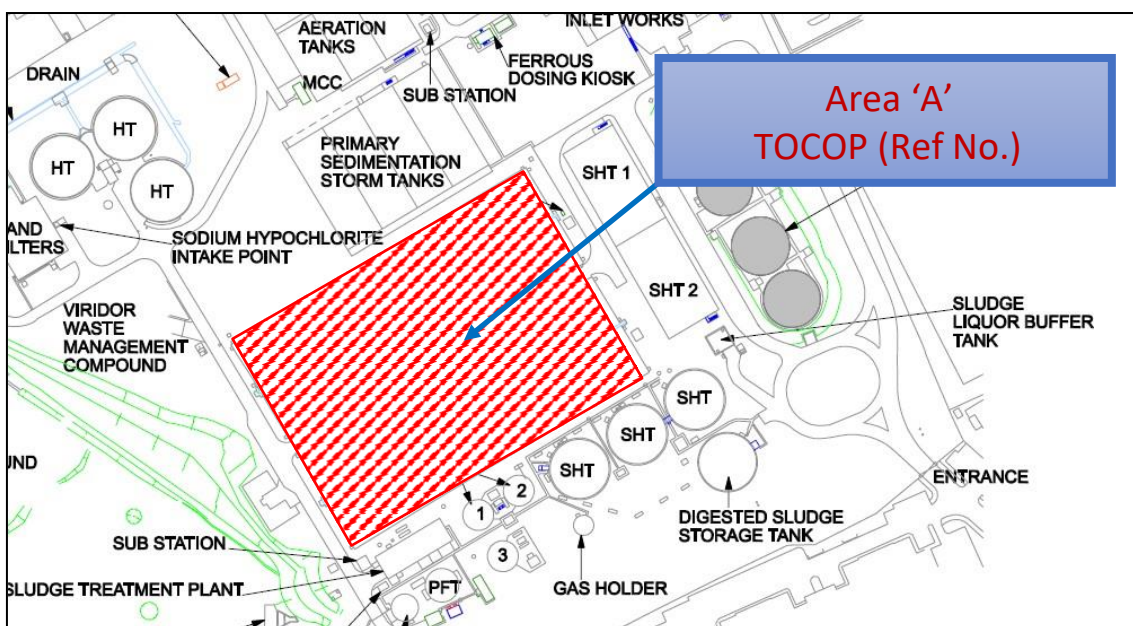 AERATION
TANKS
INLET WORKS
DRAIN
MCC
SUB STATION
FERROUS
DOSING KIOSK
Area ‘A’
TOCOP (Ref No.)
HT
HT
HT
PRIMARY
SEDIMENTATION
STORM TANKS
SHT 1
AND
ILTERS
SODIUM HYPOCHLORITE
INTAKE POINT
SHT 2
VIRIDOR
WASTE
MANAGEMENT
COMPOUND
SLUDGE
LIQUOR BUFFER
TANK
SHT
SHT
SHT
UND
ENTRANCE
2
1
3
DIGESTED SLUDGE
STORAGE TANK
SUB STATION
SLUDGE TREATMENT PLANT
PFT
GAS HOLDER